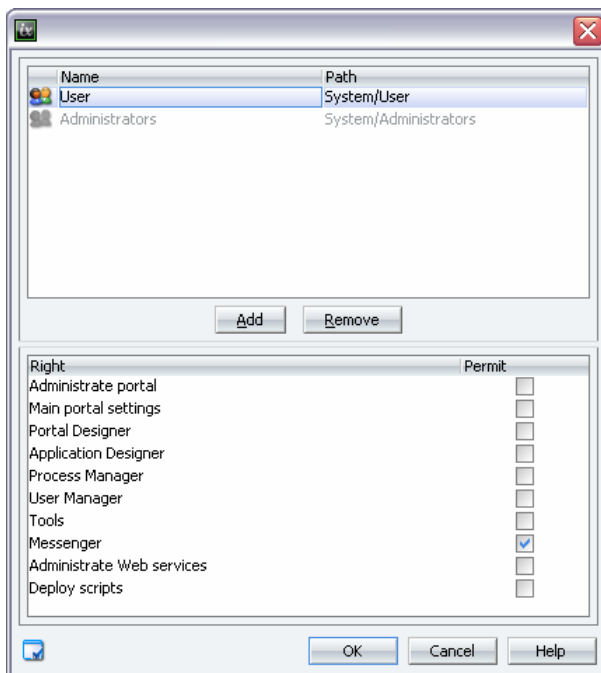 ix
Name Path
User System/User
Administrators System/Administrators
Add Remove
Right Permit
Administrate portal
Main portal settings
Portal Designer
Application Designer
Process Manager
User Manager
Tools
Messenger
Administrate Web services
Deploy scripts
OK Cancel Help